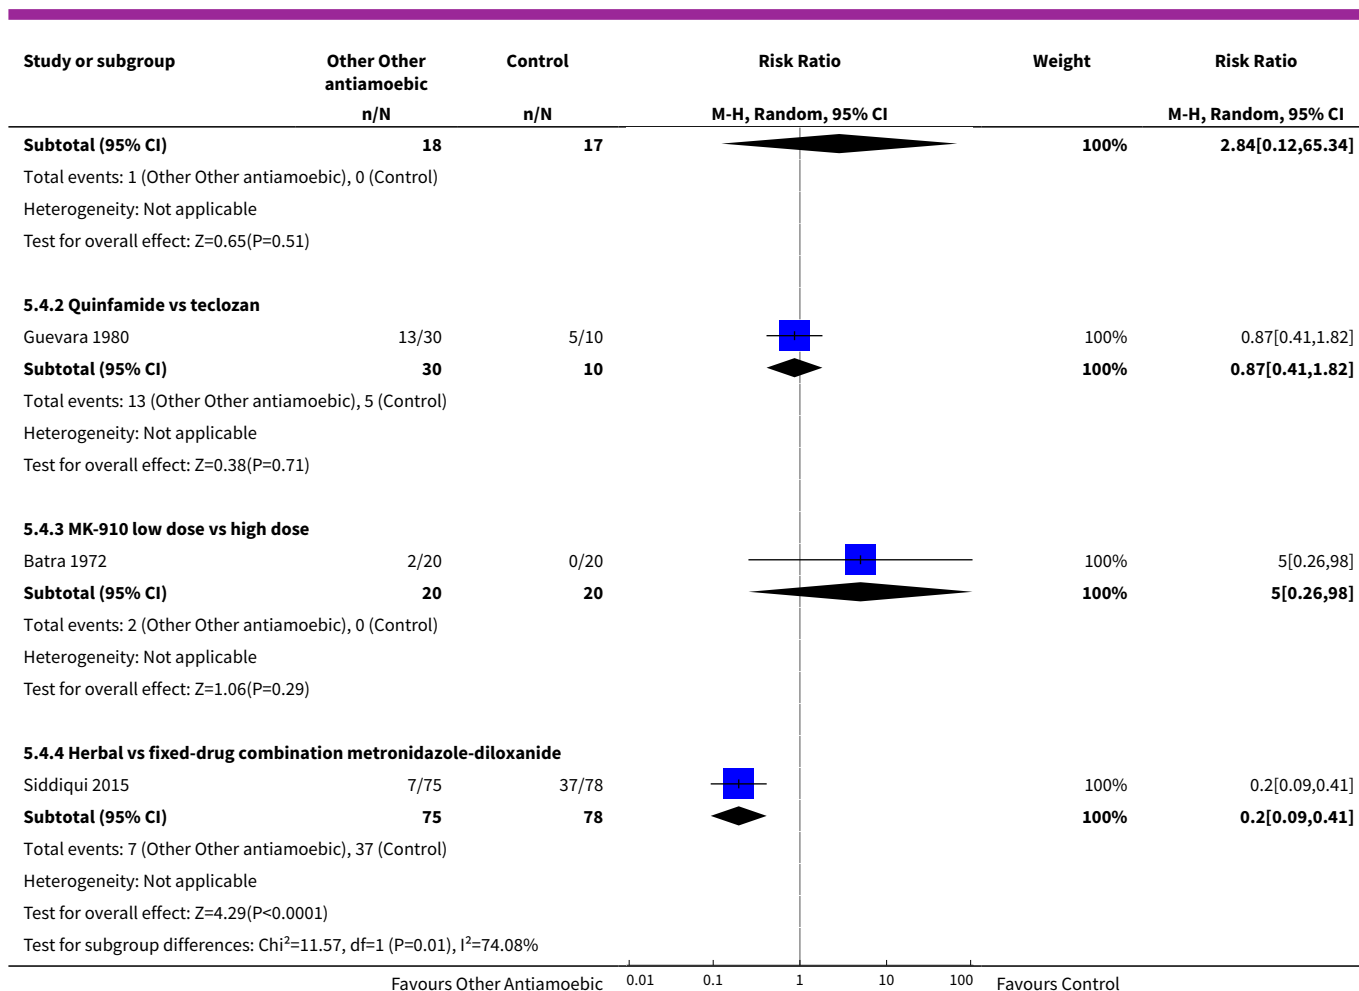 Study or subgroup Other Other antiamoebic Control Risk Ratio Weight Risk Ratio
n/N n/N M-H, Random, 95% CI M-H, Random, 95% CI
Subtotal (95% CI) 18 17 100% 2.84[0.12,65.34]
Total events: 1 (Other Other antiamoebic), 0 (Control)
Heterogeneity: Not applicable
Test for overall effect: Z=0.65(P=0.51)
5.4.2 Quinfamide vs teclozan
Guevara 1980 13/30 5/10 100% 0.87[0.41,1.82]
Subtotal (95% CI) 30 10 100% 0.87[0.41,1.82]
Total events: 13 (Other Other antiamoebic), 5 (Control)
Heterogeneity: Not applicable
Test for overall effect: Z=0.38(P=0.71)
5.4.3 MK-910 low dose vs high dose
Batra 1972 2/20 0/20 100% 5[0.26,98]
Subtotal (95% CI) 20 20 100% 5[0.26,98]
Total events: 2 (Other Other antiamoebic), 0 (Control)
Heterogeneity: Not applicable
Test for overall effect: Z=1.06(P=0.29)
5.4.4 Herbal vs fixed-drug combination metronidazole-diloxanide
Siddiqui 2015 7/75 37/78 100% 0.2[0.09,0.41]
Subtotal (95% CI) 75 78 100% 0.2[0.09,0.41]
Total events: 7 (Other Other antiamoebic), 37 (Control)
Heterogeneity: Not applicable
Test for overall effect: Z=4.29(P<0.0001)
Test for subgroup differences: Chi²=11.57, df=1 (P=0.01), I²=74.08%
Favours Other Antiamoebic 0.01 0.1 1 10 100 Favours Control